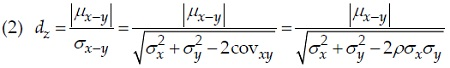 (2) d_z = |μ_{x−y}| / σ_{x−y} = |μ_{x−y}| / √(σ_x^2 + σ_y^2 − 2cov_{xy}) = |μ_{x−y}| / √(σ_x^2 + σ_y^2 − 2ρσ_xσ_y)